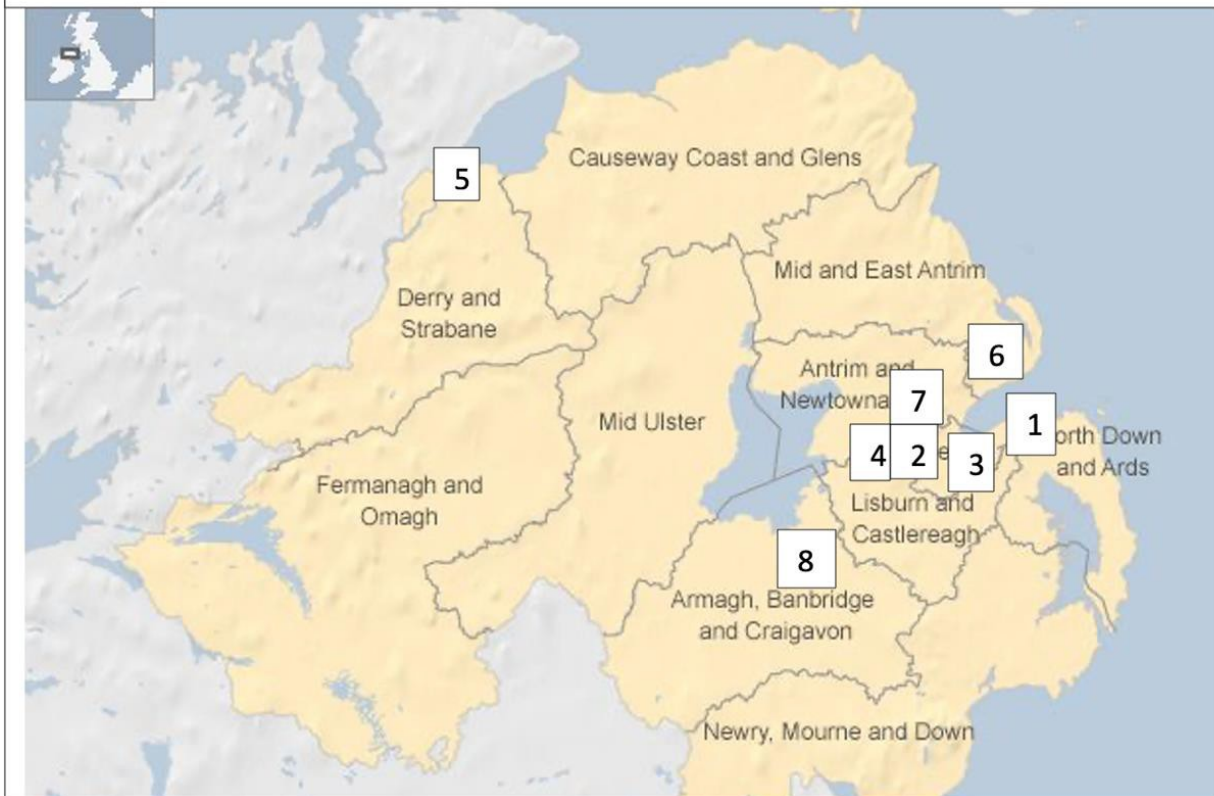 5
Causeway Coast and Glens
Mid and East Antrim
Derry and
Strabane
6
Antrim and
Newtowna
7
1
Mid Ulster
orth Down
and Ards
4
2
3
Fermanagh and
Omagh
Lisburn and
Castlereagh
8
Armagh, Banbridge
and Craigavon
Newry, Mourne and Down